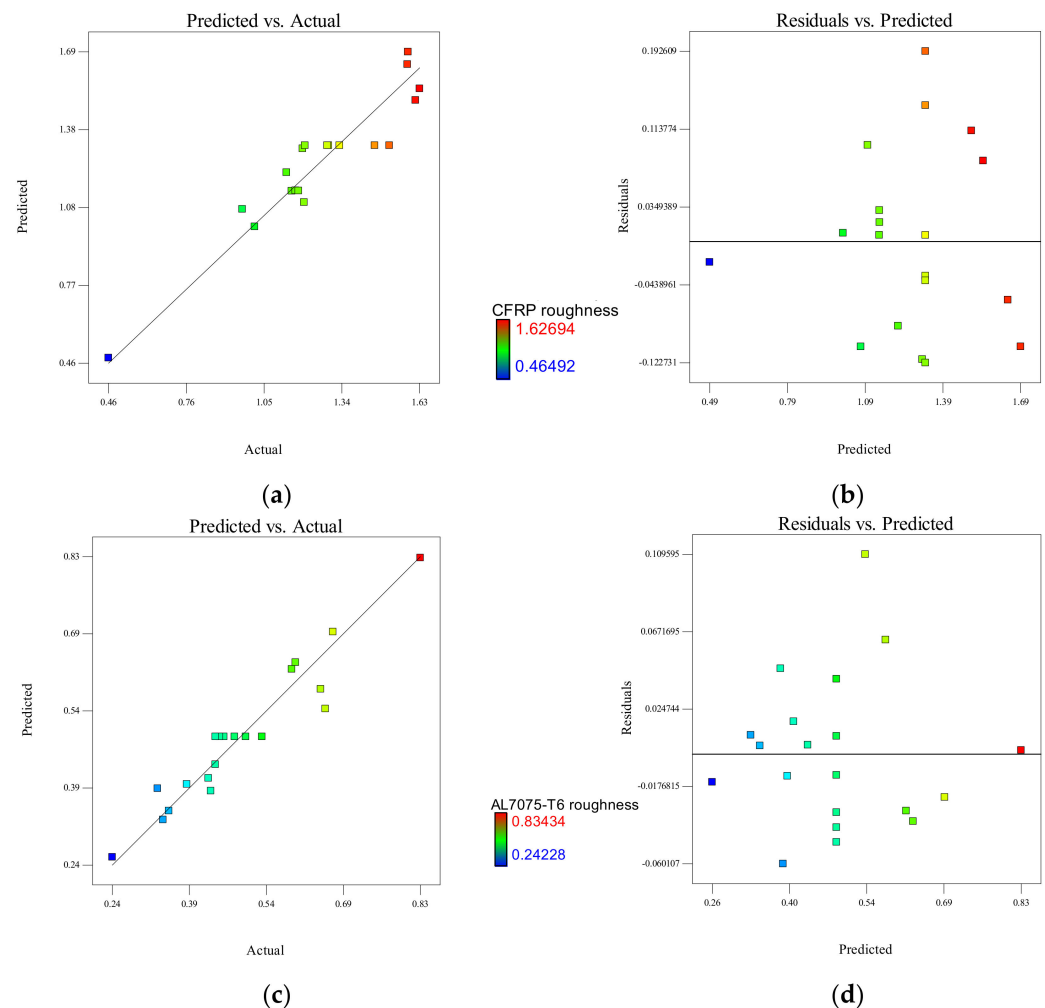 Predicted vs. Actual
1.69
1.38
1.08
0.77
0.46
Predicted
0.46
0.76
1.05
1.34
1.63
Actual
(a)
CFRP roughness
1.62694
0.46492
Residuals vs. Predicted
0.192609
0.113774
0.0349389
-0.0438961
-0.122731
Residuals
0.49
0.79
1.09
1.39
1.69
Predicted
(b)
Predicted vs. Actual
0.83
0.69
0.54
0.39
0.24
Predicted
0.24
0.39
0.54
0.69
0.83
Actual
(c)
AL7075-T6 roughness
0.83434
0.24228
Residuals vs. Predicted
0.109595
0.0671695
0.024744
-0.0176815
-0.060107
Residuals
0.26
0.40
0.54
0.69
0.83
Predicted
(d)